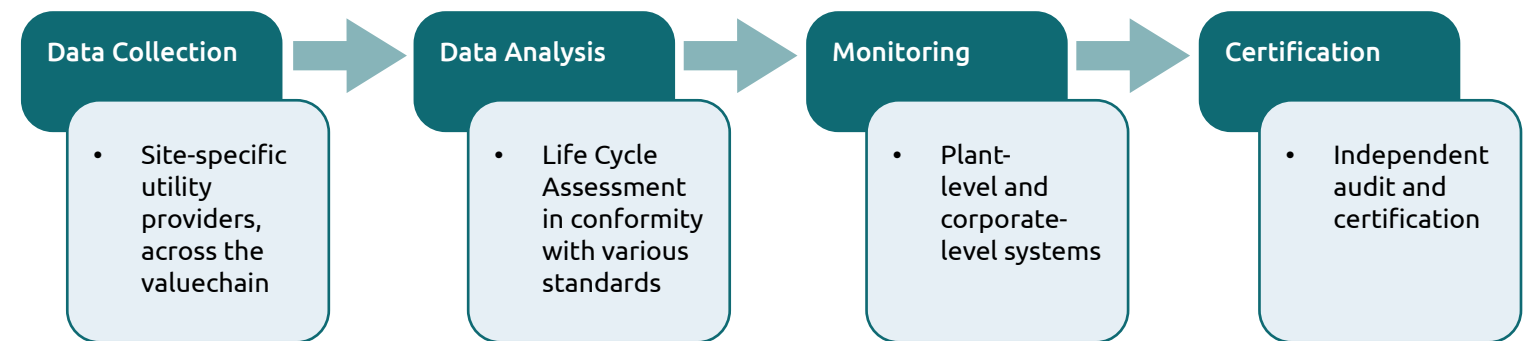 Data Collection
• Site-specific
utility
providers,
across the
valuechain
Data Analysis
• Life Cycle
Assessment
in conformity
with various
standards
Monitoring
• Plant-
level and
corporate-
level systems
Certification
• Independent
audit and
certification